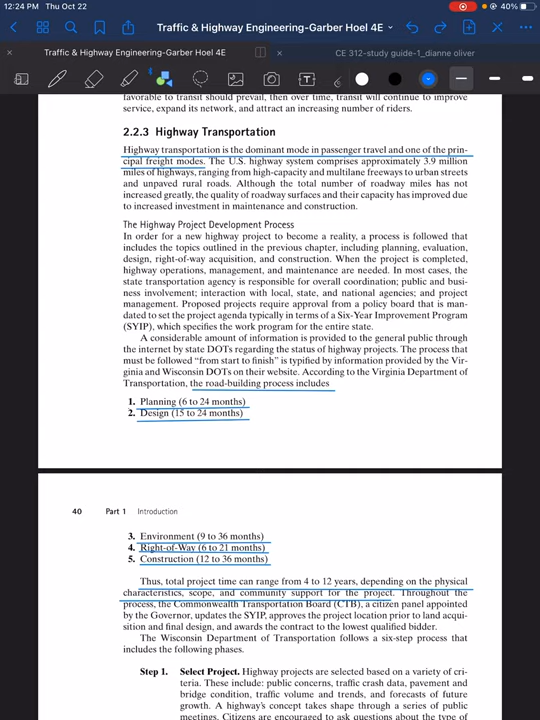 12:24 PM Thu Oct 22
40%
Traffic & Highway Engineering-Garber Hoel 4E
Traffic & Highway Engineering-Garber Hoel 4E
CE 312-study guide-1_dianne oliver
favorable to transit should prevail, then over time, transit will continue to improve
service, expand its network, and attract an increasing number of riders.
2.2.3 Highway Transportation
Highway transportation is the dominant mode in passenger travel and one of the prin-
cipal freight modes. The U.S. highway system comprises approximately 3.9 million
miles of highways, ranging from high-capacity and multilane freeways to urban streets
and unpaved rural roads. Although the total number of roadway miles has not
increased greatly, the quality of roadway surfaces and their capacity has improved due
to increased investment in maintenance and construction.
The Highway Project Development Process
In order for a new highway project to become a reality, a process is followed that
includes the topics outlined in the previous chapter, including planning, evaluation,
design, right-of-way acquisition, and construction. When the project is completed,
highway operations, management, and maintenance are needed. In most cases, the
state transportation agency is responsible for overall coordination; public and busi-
ness involvement; interaction with local, state, and national agencies; and project
management. Proposed projects require approval from a policy board that is man-
dated to set the project agenda typically in terms of a Six-Year Improvement Program
(SYIP), which specifies the work program for the entire state.
A considerable amount of information is provided to the general public through
the internet by state DOTs regarding the status of highway projects. The process that
must be followed “from start to finish” is typified by information provided by the Vir-
ginia and Wisconsin DOTs on their website. According to the Virginia Department of
Transportation, the road-building process includes
1. Planning (6 to 24 months)
2. Design (15 to 24 months)
40 Part 1 Introduction
3. Environment (9 to 36 months)
4. Right-of-Way (6 to 21 months)
5. Construction (12 to 36 months)
Thus, total project time can range from 4 to 12 years, depending on the physical
characteristics, scope, and community support for the project. Throughout the
process, the Commonwealth Transportation Board (CTB), a citizen panel appointed
by the Governor, updates the SYIP, approves the project location prior to land acqui-
sition and final design, and awards the contract to the lowest qualified bidder.
The Wisconsin Department of Transportation follows a six-step process that
includes the following phases.
Step 1. Select Project. Highway projects are selected based on a variety of cri-
teria. These include: public concerns, traffic crash data, pavement and
bridge condition, traffic volume and trends, and forecasts of future
growth. A highway’s concept takes shape through a series of public
meetings. Citizens are encouraged to ask questions about the type of